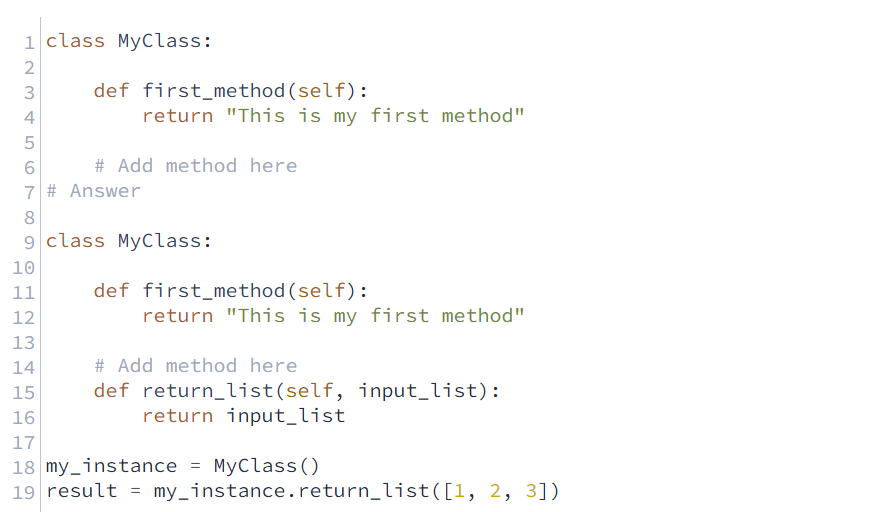 1 class MyClass:
2
3     def first_method(self):
4         return "This is my first method"
5
6     # Add method here
7 # Answer
8
9 class MyClass:
10
11     def first_method(self):
12         return "This is my first method"
13
14     # Add method here
15     def return_list(self, input_list):
16         return input_list
17
18 my_instance = MyClass()
19 result = my_instance.return_list([1, 2, 3])